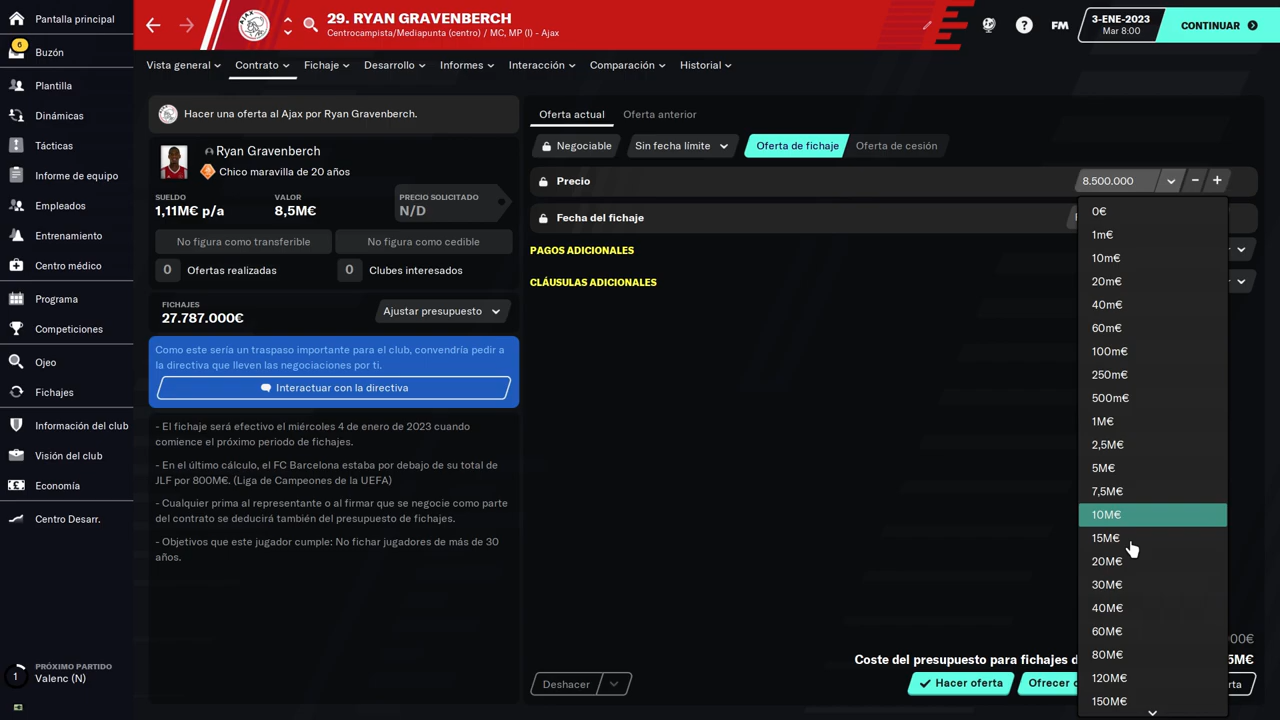 Pantalla principal
6
Buzón
Plantilla
Dinámicas
Tácticas
Informe de equipo
Empleados
Entrenamiento
Centro médico
Programa
Competiciones
Ojeo
Fichajes
Información del club
Visión del club
Economía
Centro Desarr.
1
PRÓXIMO PARTIDO
Valenc (N)
29. RYAN GRAVENBERCH
Centrocampista/Mediapunta (centro) / MC, MP (I) - Ajax
?
FM
3-ENE-2023
Mar 8:00
CONTINUAR
Vista general
Contrato
Fichaje
Desarrollo
Informes
Interacción
Comparación
Historial
Hacer una oferta al Ajax por Ryan Gravenberch.
Ryan Gravenberch
Chico maravilla de 20 años
SUELDO
1,11M€ p/a
VALOR
8,5M€
PRECIO SOLICITADO
N/D
No figura como transferible
No figura como cedible
0 Ofertas realizadas
0 Clubes interesados
FICHAJES
27.787.000€
Ajustar presupuesto
Como este sería un traspaso importante para el club, convendría pedir a
la directiva que lleven las negociaciones por ti.
Interactuar con la directiva
- El fichaje será efectivo el miércoles 4 de enero de 2023 cuando
comience el próximo periodo de fichajes.
- En el último cálculo, el FC Barcelona estaba por debajo de su total de
JLF por 800M€. (Liga de Campeones de la UEFA)
- Cualquier prima al representante o al firmar que se negocie como parte
del contrato se deducirá también del presupuesto de fichajes.
- Objetivos que este jugador cumple: No fichar jugadores de más de 30
años.
Oferta actual
Oferta anterior
Negociable
Sin fecha límite
Oferta de fichaje
Oferta de cesión
Precio
8.500.000
- +
Fecha del fichaje
PAGOS ADICIONALES
CLÁUSULAS ADICIONALES
0€
1m€
10m€
20m€
40m€
60m€
100m€
250m€
500m€
1M€
2,5M€
5M€
7,5M€
10M€
15M€
20M€
30M€
40M€
60M€
80M€
120M€
150M€
Coste del presupuesto para fichajes d
5M€
Deshacer
Hacer oferta
Ofrecer